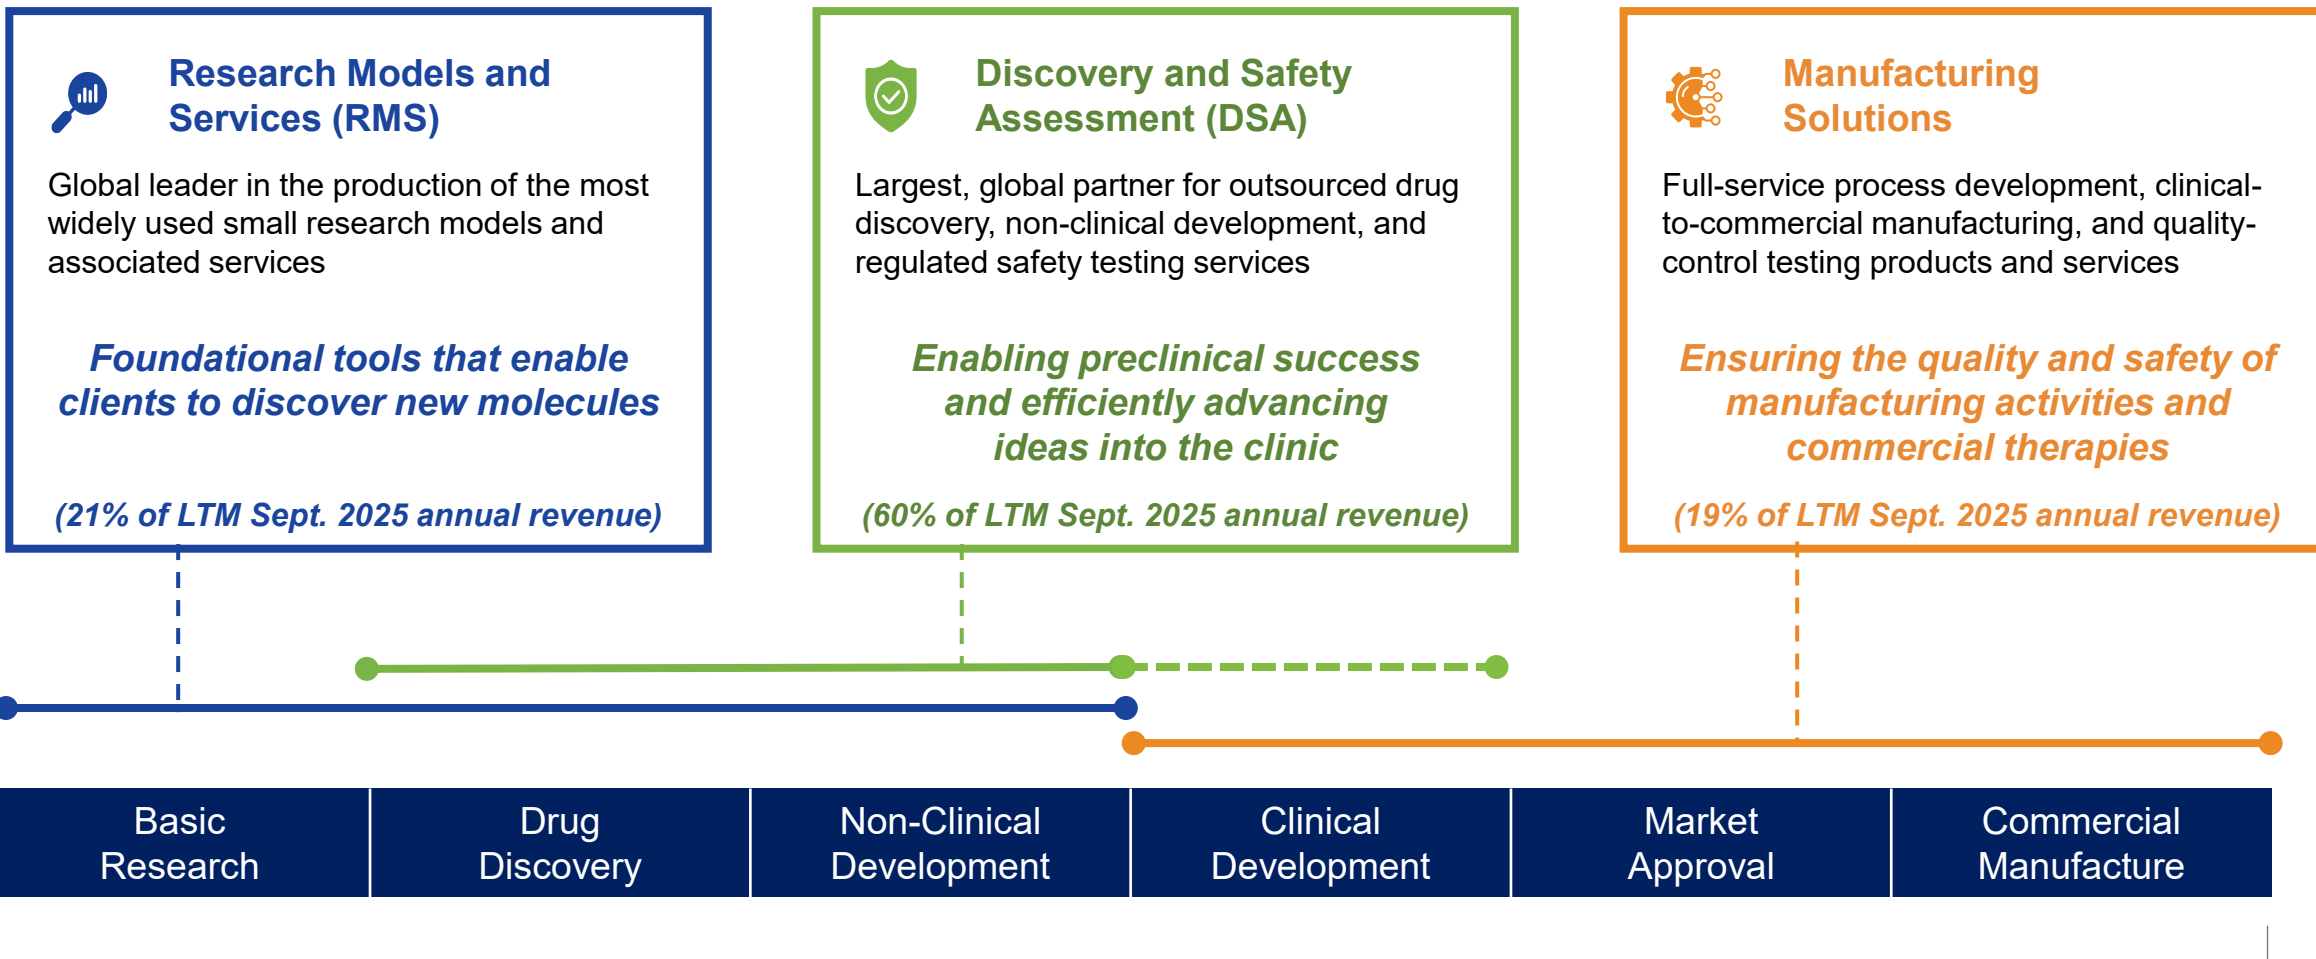 Research Models and
Services (RMS)
Global leader in the production of the most
widely used small research models and
associated services
Foundational tools that enable
clients to discover new molecules
(21% of LTM Sept. 2025 annual revenue)
Discovery and Safety
Assessment (DSA)
Largest, global partner for outsourced drug
discovery, non-clinical development, and
regulated safety testing services
Enabling preclinical success
and efficiently advancing
ideas into the clinic
(60% of LTM Sept. 2025 annual revenue)
Manufacturing
Solutions
Full-service process development, clinical-
to-commercial manufacturing, and quality-
control testing products and services
Ensuring the quality and safety of
manufacturing activities and
commercial therapies
(19% of LTM Sept. 2025 annual revenue)
Basic
Research
Drug
Discovery
Non-Clinical
Development
Clinical
Development
Market
Approval
Commercial
Manufacture